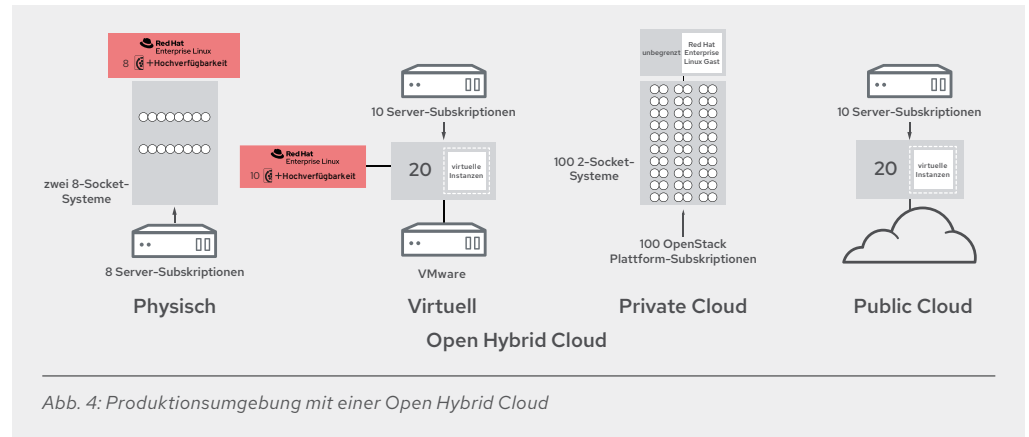 Red Hat
Enterprise Linux
8 +Hochverfügbarkeit
zwei 8-Socket-
Systeme
8 Server-Subskriptionen
Physisch
10 Server-Subskriptionen
Red Hat
Enterprise Linux
10 +Hochverfügbarkeit
20
virtuelle
Instanzen
VMware
Virtuell
unbegrenzt
Red Hat
Enterprise
Linux Gast
100 2-Socket-
Systeme
100 OpenStack
Plattform-Subskriptionen
Private Cloud
10 Server-Subskriptionen
20
virtuelle
Instanzen
Public Cloud
Open Hybrid Cloud
Abb. 4: Produktionsumgebung mit einer Open Hybrid Cloud